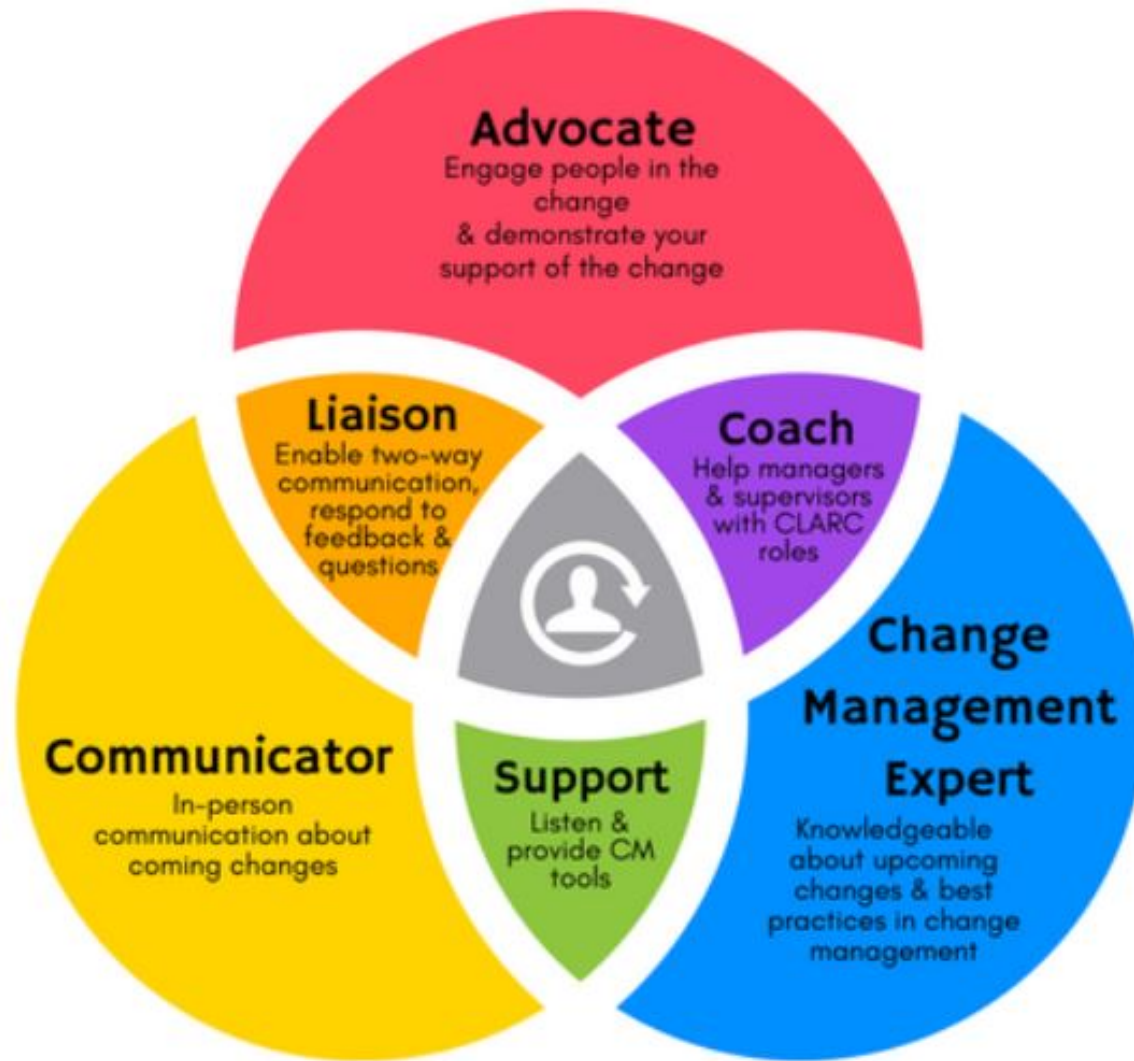 Advocate
Engage people in the
change
& demonstrate your
support of the change
Liaison
Enable two-way
communication,
respond to
feedback &
questions
Coach
Help managers
& supervisors
with CLARC
roles
Communicator
In-person
communication about
coming changes
Support
Listen &
provide CM
tools
Change
Management
Expert
Knowledgeable
about upcoming
changes & best
practices in change
management